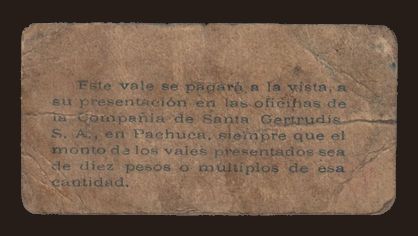 Este vale se pagará a la vista, a
su presentación en las oficinas de
la Compañia de Santa Gertrudis
S. A., en Pachuca, siempre que el
monto de los vales presentados sea
de diez pesos o múltiplos de esa
cantidad.